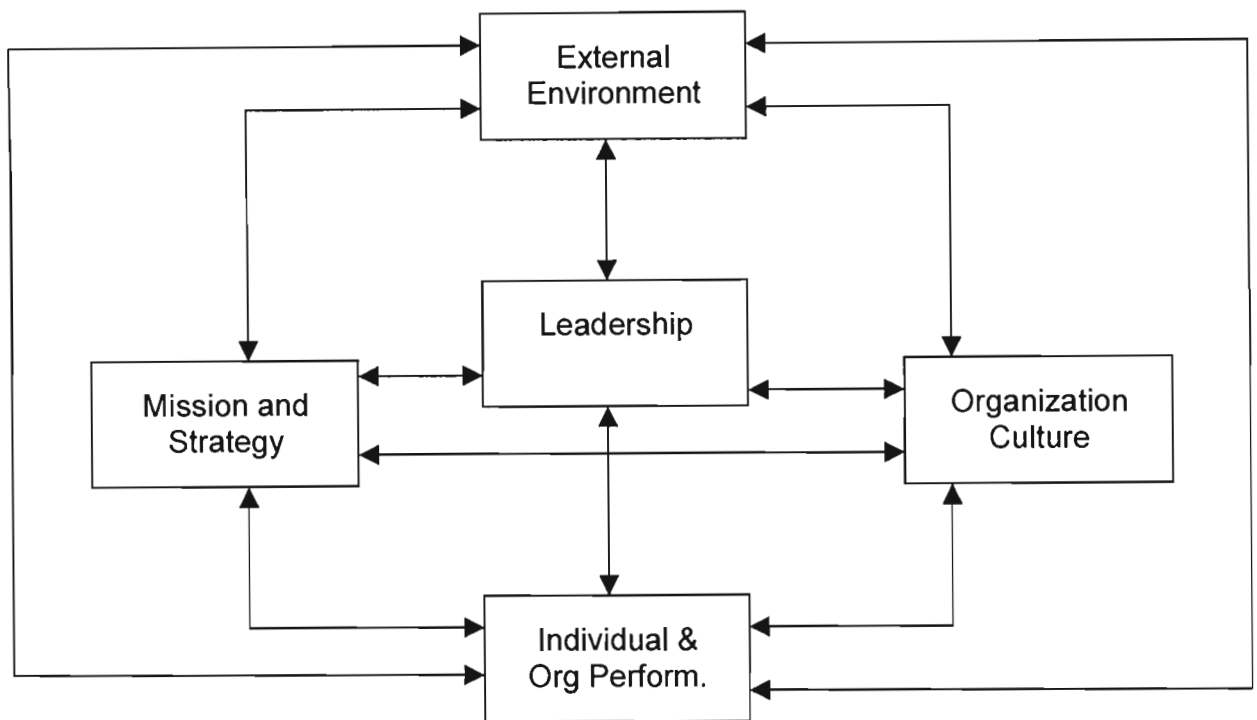 External
Environment
Leadership
Mission and
Strategy
Organization
Culture
Individual &
Org Perform.